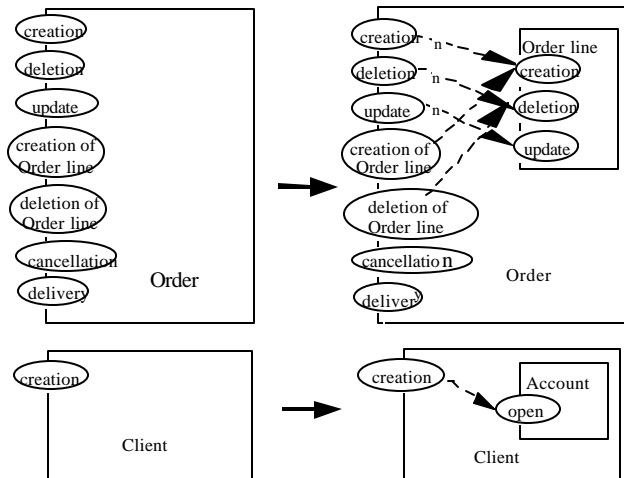 creation
deletion
update
creation of
Order line
deletion of
Order line
cancellation
delivery
Order
creation
n
deletion
n
update
n
creation of
Order line
deletion of
Order line
cancellation
delivery
Order
Order line
creation
deletion
update
creation
Client
creation
Account
open
Client